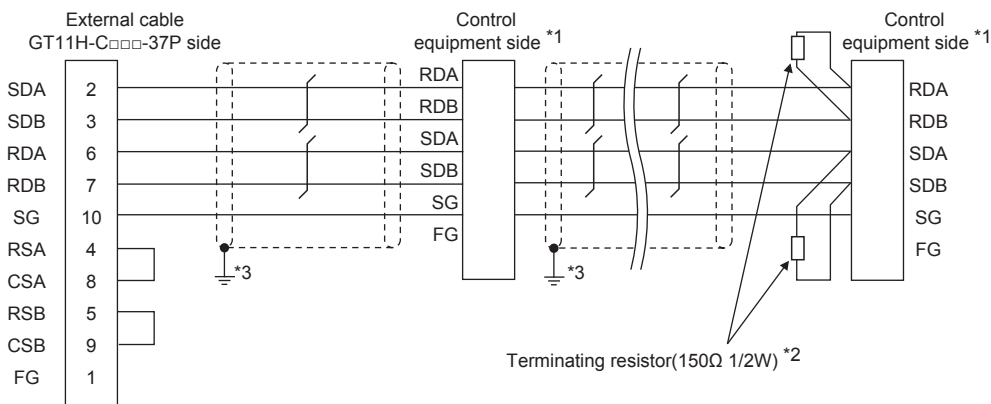 External cable
GT11H-C□□□-37P side
Control
equipment side *1
Control
equipment side *1
SDA 2 RDA RDA
SDB 3 RDB RDB
RDA 6 SDA SDA
RDB 7 SDB SDB
SG 10 SG SG
RSA 4 FG FG
CSA 8 *3 *3
RSB 5
CSB 9
FG 1
Terminating resistor(150Ω 1/2W) *2